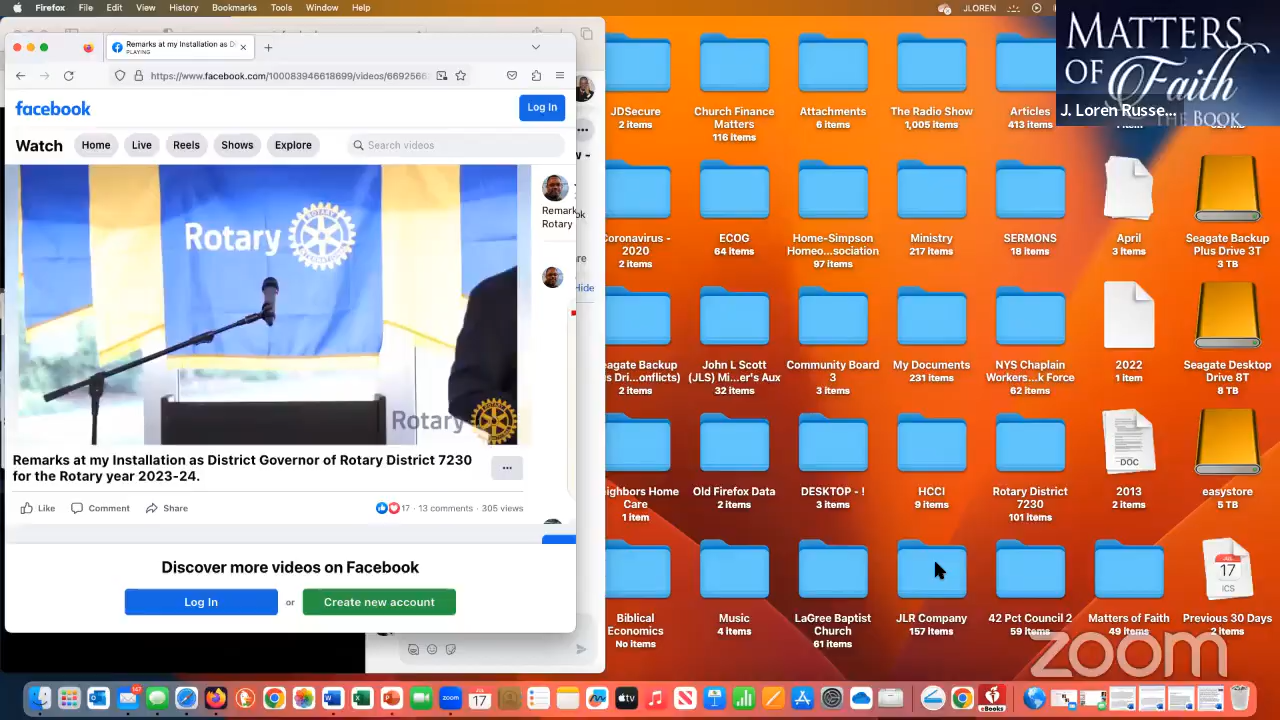 Firefox File Edit View History Bookmarks Tools Window Help
JLOREN
Remarks at my Installation as Di
PLAYING
https://www.facebook.com/100083946618699/videos/669256
facebook
Log In
Watch Home Live Reels Shows Explore Search videos
Rotary
Remark
Rotary
Hide
Rotary
Remarks at my Installation as District Governor of Rotary District 7230
for the Rotary year 2023-24.
Like Comment Share 17 · 13 comments · 305 views
Discover more videos on Facebook
Log In or Create new account
MATTERS
OF Faith
THE BOOK
J. Loren Russe...
JDSecure
2 items
Church Finance
Matters
116 items
Attachments
6 items
The Radio Show
1,005 items
Articles
413 items
Coronavirus -
2020
2 items
ECOG
64 items
Home-Simpson
Homeo...sociation
97 items
Ministry
217 items
SERMONS
18 items
April
3 items
Seagate Backup
Plus Drive 3T
3 TB
eagate Backup
s Dri...onflicts)
2 items
John L Scott
(JLS) Mi...er's Aux
32 items
Community Board
3
3 items
My Documents
231 items
NYS Chaplain
Workers...k Force
62 items
2022
1 item
Seagate Desktop
Drive 8T
8 TB
ighbors Home
Care
1 item
Old Firefox Data
2 items
DESKTOP - !
3 items
HCCI
9 items
Rotary District
7230
101 items
DOC
2013
2 items
easystore
5 TB
Biblical
Economics
No items
Music
4 items
LaGree Baptist
Church
61 items
JLR Company
157 items
42 Pct Council 2
59 items
Matters of Faith
49 items
17
ICS
Previous 30 Days
2 items
zoom
147
zoom
17
tv
eBooks